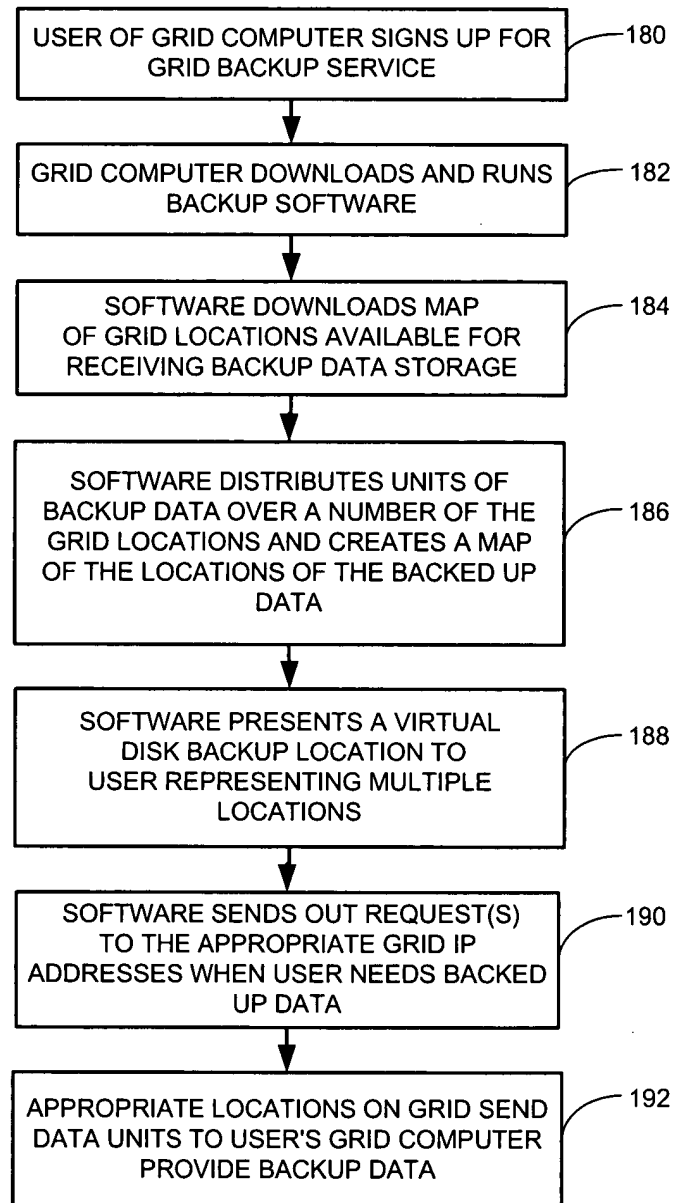 USER OF GRID COMPUTER SIGNS UP FOR
GRID BACKUP SERVICE
180
GRID COMPUTER DOWNLOADS AND RUNS
BACKUP SOFTWARE
182
SOFTWARE DOWNLOADS MAP
OF GRID LOCATIONS AVAILABLE FOR
RECEIVING BACKUP DATA STORAGE
184
SOFTWARE DISTRIBUTES UNITS OF
BACKUP DATA OVER A NUMBER OF THE
GRID LOCATIONS AND CREATES A MAP
OF THE LOCATIONS OF THE BACKED UP
DATA
186
SOFTWARE PRESENTS A VIRTUAL
DISK BACKUP LOCATION TO
USER REPRESENTING MULTIPLE
LOCATIONS
188
SOFTWARE SENDS OUT REQUEST(S)
TO THE APPROPRIATE GRID IP
ADDRESSES WHEN USER NEEDS BACKED
UP DATA
190
APPROPRIATE LOCATIONS ON GRID SEND
DATA UNITS TO USER'S GRID COMPUTER
PROVIDE BACKUP DATA
192